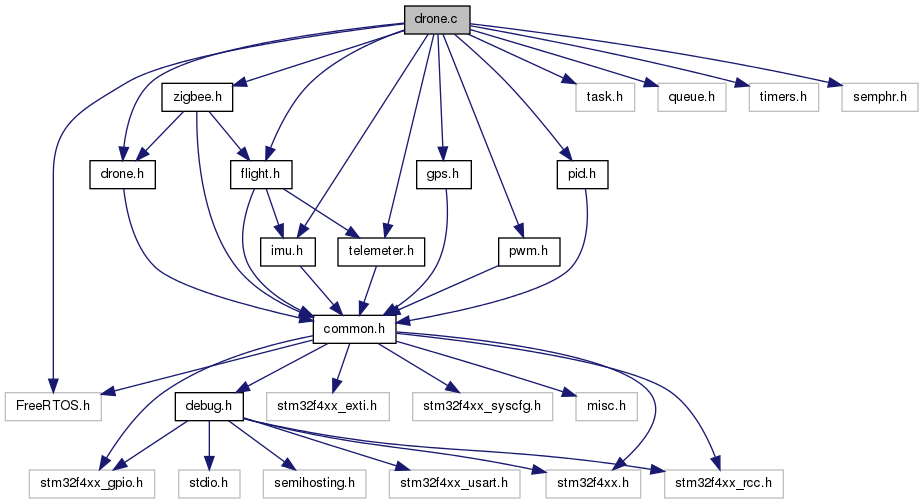 drone.c
zigbee.h
task.h
queue.h
timers.h
semphr.h
drone.h
flight.h
gps.h
pid.h
imu.h
telemeter.h
pwm.h
common.h
FreeRTOS.h
debug.h
stm32f4xx_exti.h
stm32f4xx_syscfg.h
misc.h
stm32f4xx_gpio.h
stdio.h
semihosting.h
stm32f4xx_usart.h
stm32f4xx.h
stm32f4xx_rcc.h